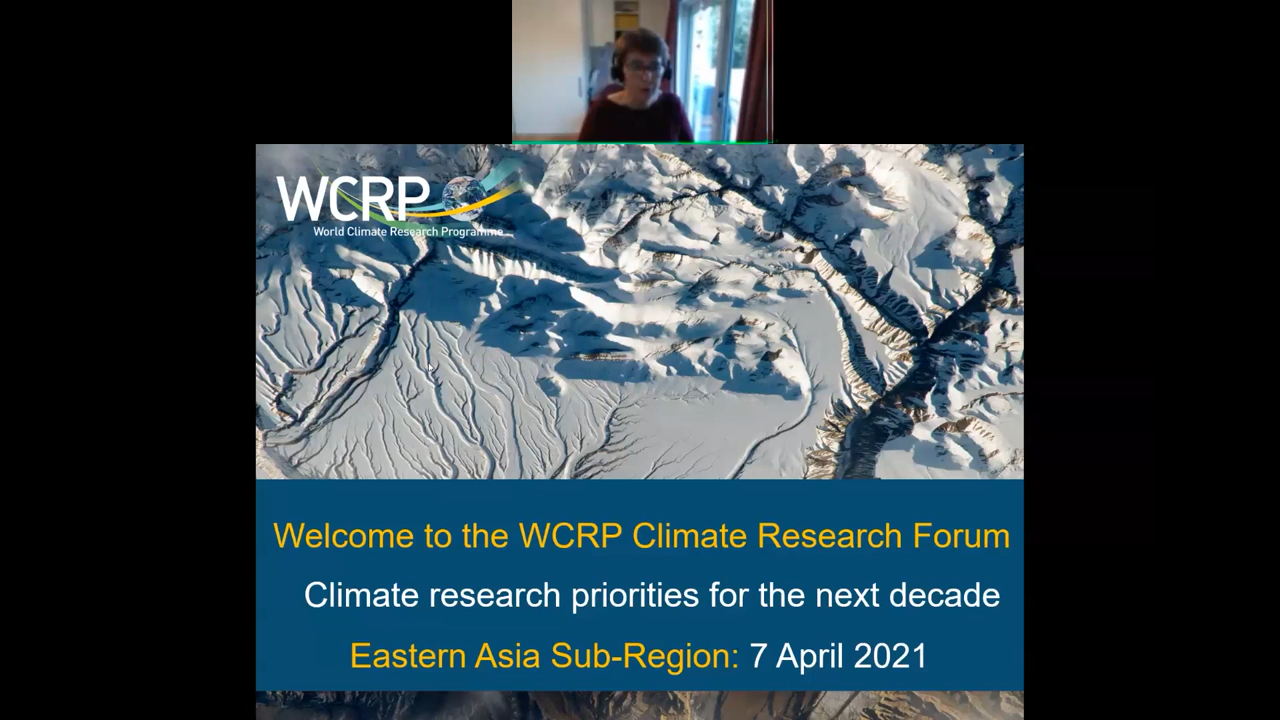 WCRP
World Climate Research Programme
Welcome to the WCRP Climate Research Forum
Climate research priorities for the next decade
Eastern Asia Sub-Region: 7 April 2021